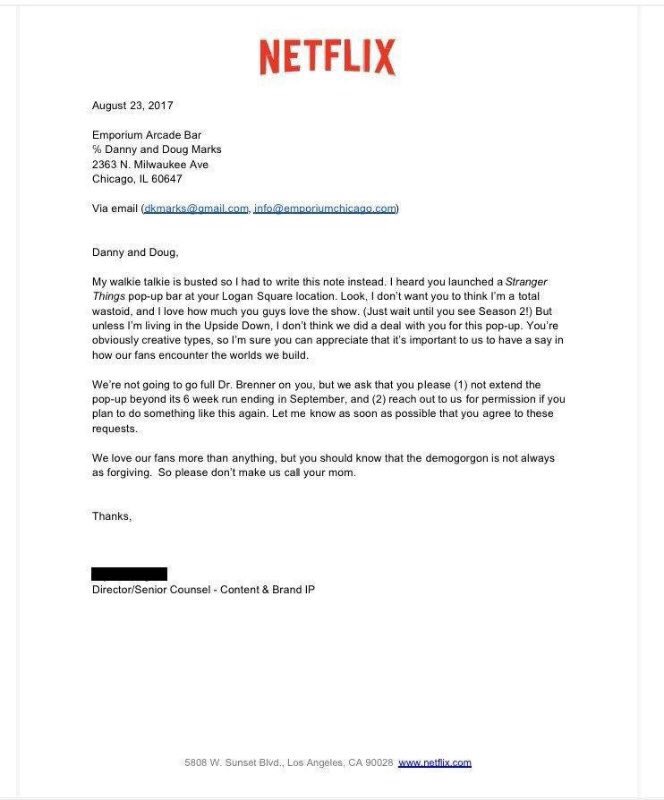 NETFLIX
August 23, 2017
Emporium Arcade Bar
℅ Danny and Doug Marks
2363 N. Milwaukee Ave
Chicago, IL 60647
Via email (dkmarks@gmail.com, info@emporiumchicago.com)
Danny and Doug,
My walkie talkie is busted so I had to write this note instead. I heard you launched a Stranger
Things pop-up bar at your Logan Square location. Look, I don't want you to think I'm a total
wastoid, and I love how much you guys love the show. (Just wait until you see Season 2!) But
unless I'm living in the Upside Down, I don't think we did a deal with you for this pop-up. You're
obviously creative types, so I'm sure you can appreciate that it's important to us to have a say in
how our fans encounter the worlds we build.
We're not going to go full Dr. Brenner on you, but we ask that you please (1) not extend the
pop-up beyond its 6 week run ending in September, and (2) reach out to us for permission if you
plan to do something like this again. Let me know as soon as possible that you agree to these
requests.
We love our fans more than anything, but you should know that the demogorgon is not always
as forgiving.  So please don't make us call your mom.
Thanks,
Director/Senior Counsel - Content & Brand IP
5808 W. Sunset Blvd., Los Angeles, CA 90028 www.netflix.com